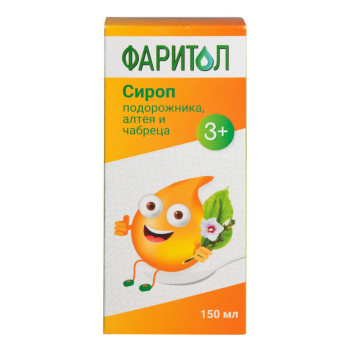 ФАРИТОЛ
Сироп
подорожника,
алтея и
чабреца
3+
150 мл